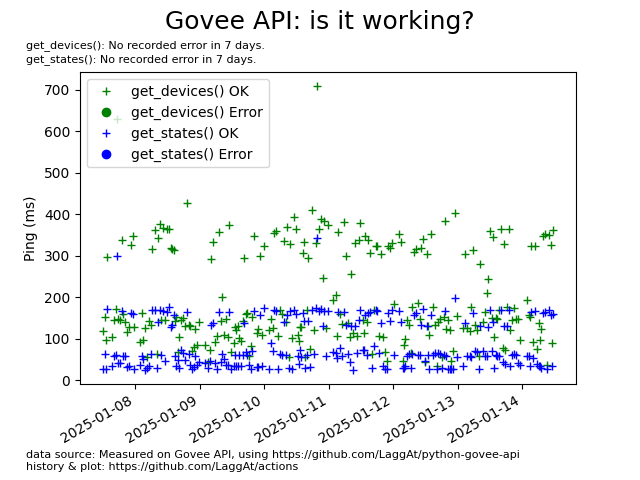 Govee API: is it working?
get_devices(): No recorded error in 7 days.
get_states(): No recorded error in 7 days.
get_devices() OK
get_devices() Error
get_states() OK
get_states() Error
Ping (ms)
700
600
500
400
300
200
100
0
2025-01-08
2025-01-09
2025-01-10
2025-01-11
2025-01-12
2025-01-13
2025-01-14
data source: Measured on Govee API, using https://github.com/LaggAt/python-govee-api
history & plot: https://github.com/LaggAt/actions